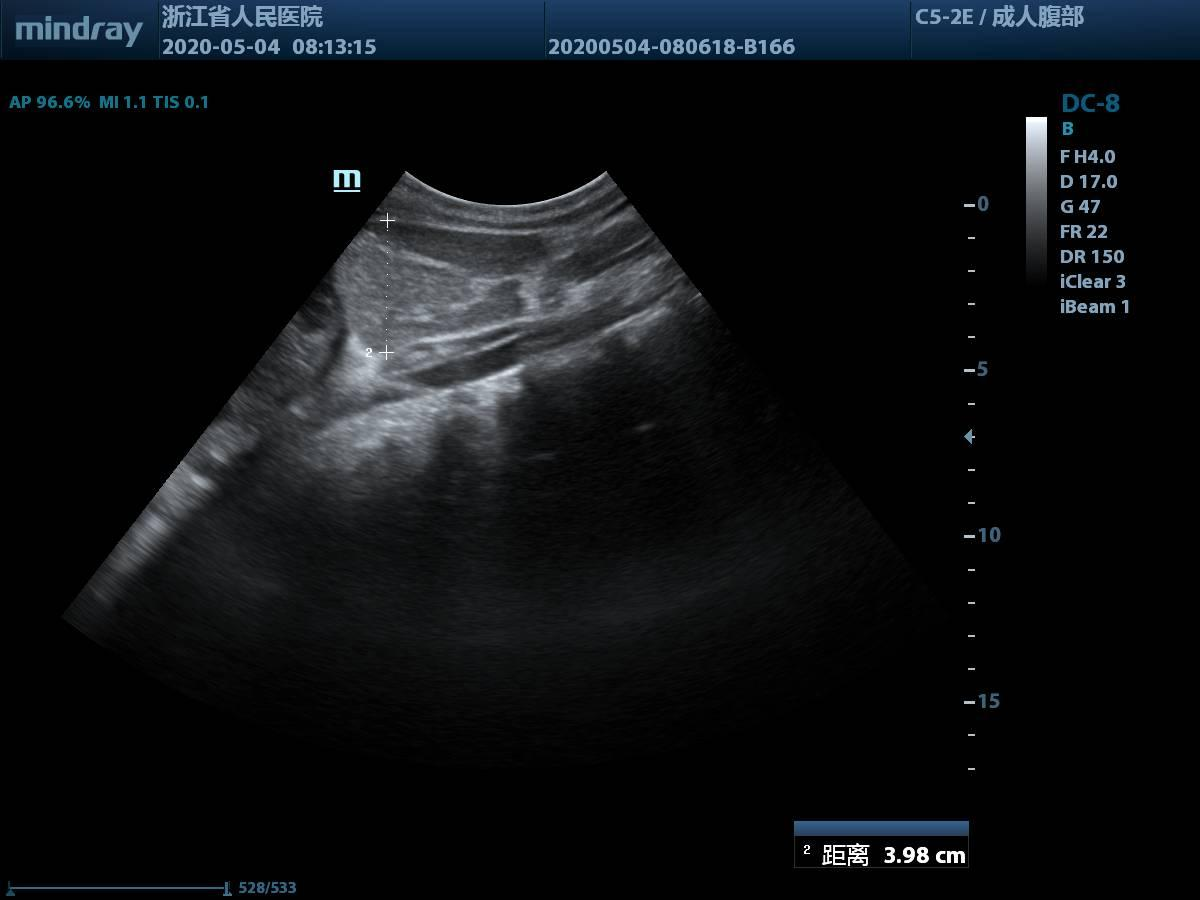 mindray
浙江省人民医院
2020-05-04 08:13:15
20200504-080618-B166
C5-2E / 成人腹部
AP 96.6% MI 1.1 TIS 0.1
DC-8
B
F H4.0
D 17.0
G 47
FR 22
DR 150
iClear 3
iBeam 1
m
2
0
5
10
15
2 距离 3.98 cm
528/533